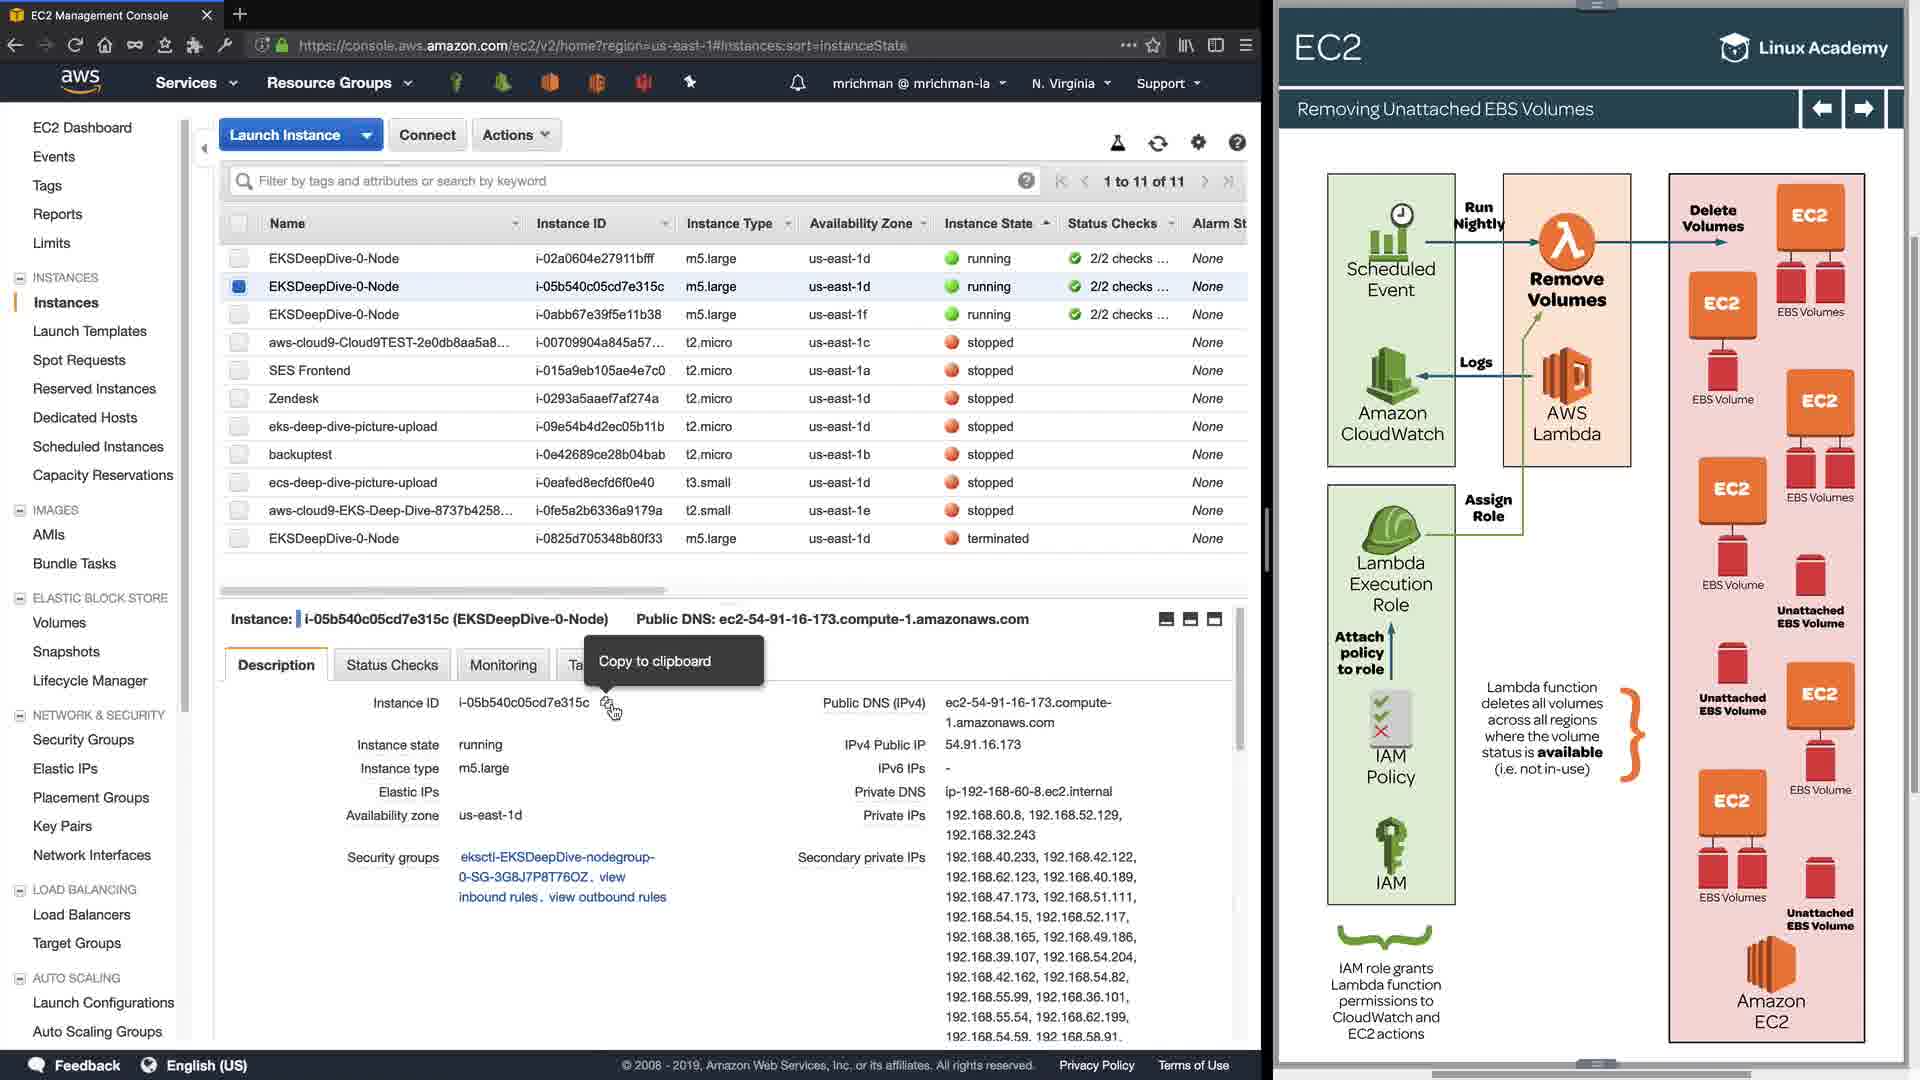 EC2 Management Console
https://console.aws.amazon.com/ec2/v2/home?region=us-east-1#Instances:sort=instanceState
aws
Services
Resource Groups
mrichman @ mrichman-la
N. Virginia
Support
EC2 Dashboard
Events
Tags
Reports
Limits
INSTANCES
Instances
Launch Templates
Spot Requests
Reserved Instances
Dedicated Hosts
Scheduled Instances
Capacity Reservations
IMAGES
AMIs
Bundle Tasks
ELASTIC BLOCK STORE
Volumes
Snapshots
Lifecycle Manager
NETWORK & SECURITY
Security Groups
Elastic IPs
Placement Groups
Key Pairs
Network Interfaces
LOAD BALANCING
Load Balancers
Target Groups
AUTO SCALING
Launch Configurations
Auto Scaling Groups
Launch Instance
Connect
Actions
Filter by tags and attributes or search by keyword
1 to 11 of 11
Name Instance ID Instance Type Availability Zone Instance State Status Checks Alarm St
EKSDeepDive-0-Node i-02a0604e27911bfff m5.large us-east-1d running 2/2 checks ... None
EKSDeepDive-0-Node i-05b540c05cd7e315c m5.large us-east-1d running 2/2 checks ... None
EKSDeepDive-0-Node i-0abb67e39f5e11b38 m5.large us-east-1f running 2/2 checks ... None
aws-cloud9-Cloud9TEST-2e0db8aa5a8... i-00709904a845a57... t2.micro us-east-1c stopped None
SES Frontend i-015a9eb105ae4e7c0 t2.micro us-east-1a stopped None
Zendesk i-0293a5aaef7af274a t2.micro us-east-1d stopped None
eks-deep-dive-picture-upload i-09e54b4d2ec05b11b t2.micro us-east-1d stopped None
backuptest i-0e42689ce28b04bab t2.micro us-east-1b stopped None
ecs-deep-dive-picture-upload i-0eafed8ecfd6f0e40 t3.small us-east-1d stopped None
aws-cloud9-EKS-Deep-Dive-8737b4258... i-0fe5a2b6336a9179a t2.small us-east-1e stopped None
EKSDeepDive-0-Node i-0825d705348b80f33 m5.large us-east-1d terminated None
Instance: i-05b540c05cd7e315c (EKSDeepDive-0-Node) Public DNS: ec2-54-91-16-173.compute-1.amazonaws.com
Description Status Checks Monitoring Ta
Copy to clipboard
Instance ID i-05b540c05cd7e315c
Instance state running
Instance type m5.large
Elastic IPs
Availability zone us-east-1d
Security groups eksctl-EKSDeepDive-nodegroup-
0-SG-3G8J7P8T76OZ. view
inbound rules. view outbound rules
Public DNS (IPv4) ec2-54-91-16-173.compute-
1.amazonaws.com
IPv4 Public IP 54.91.16.173
IPv6 IPs -
Private DNS ip-192-168-60-8.ec2.internal
Private IPs 192.168.60.8, 192.168.52.129,
192.168.32.243
Secondary private IPs 192.168.40.233, 192.168.42.122,
192.168.62.123, 192.168.40.189,
192.168.47.173, 192.168.51.111,
192.168.54.15, 192.168.52.117,
192.168.38.165, 192.168.49.186,
192.168.39.107, 192.168.54.204,
192.168.42.162, 192.168.54.82,
192.168.55.99, 192.168.36.101,
192.168.55.54, 192.168.62.199,
192.168.54.59, 192.168.58.91,
Feedback
English (US)
© 2008 - 2019, Amazon Web Services, Inc. or its affiliates. All rights reserved.
Privacy Policy
Terms of Use
EC2
Linux Academy
Removing Unattached EBS Volumes
Scheduled
Event
Run
Nightly
Remove
Volumes
Delete
Volumes
Amazon
CloudWatch
Logs
AWS
Lambda
Assign
Role
Lambda
Execution
Role
Attach
policy
to role
IAM
Policy
IAM
IAM role grants
Lambda function
permissions to
CloudWatch and
EC2 actions
Lambda function
deletes all volumes
across all regions
where the volume
status is available
(i.e. not in-use)
EC2
EBS Volumes
EC2
EBS Volume
EC2
EBS Volumes
EC2
EBS Volume
Unattached
EBS Volume
Unattached
EBS Volume
EC2
EBS Volume
EC2
EBS Volumes
Unattached
EBS Volume
Amazon
EC2